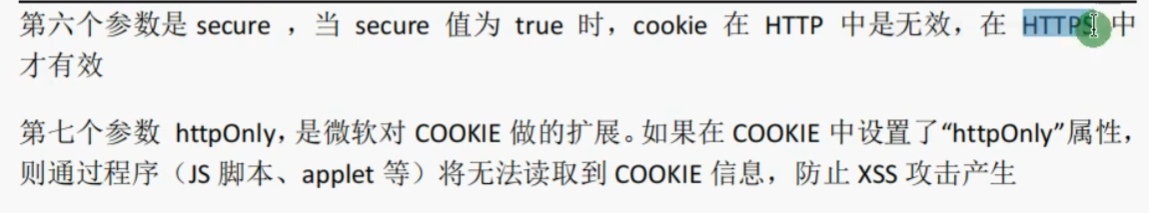 第六个参数是 secure ，当 secure 值为 true 时，cookie 在 HTTP 中是无效，在 HTTPS 中
才有效
第七个参数 httpOnly，是微软对 COOKIE 做的扩展。如果在 COOKIE 中设置了“httpOnly”属性，
则通过程序（JS 脚本、applet 等）将无法读取到 COOKIE 信息，防止 XSS 攻击产生